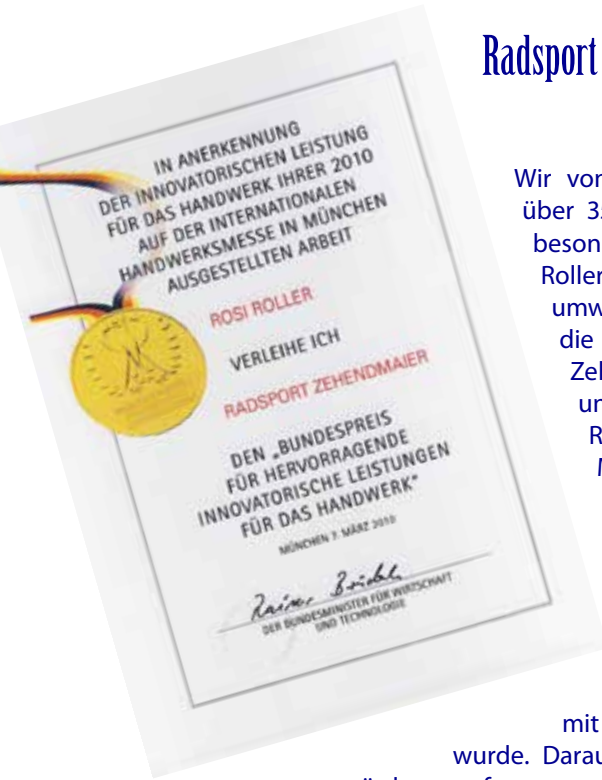 Radsport
IN ANERKENNUNG
DER INNOVATORISCHEN LEISTUNG
FÜR DAS HANDWERK IHRER 2010
AUF DER INTERNATIONALEN
HANDWERKSMESSE IN MÜNCHEN
AUSGESTELLTEN ARBEIT
ROSI ROLLER
VERLEIHE ICH
RADSPORT ZEHENDMAIER
DEN „BUNDESPREIS
FÜR HERVORRAGENDE
INNOVATORISCHE LEISTUNGEN
FÜR DAS HANDWERK"
MÜNCHEN 7. MÄRZ 2010
DER BUNDESMINISTER FÜR WIRTSCHAFT
UND TECHNOLOGIE
Wir
über 3
beson
Roller
umw
die
mit
wurde. Darau